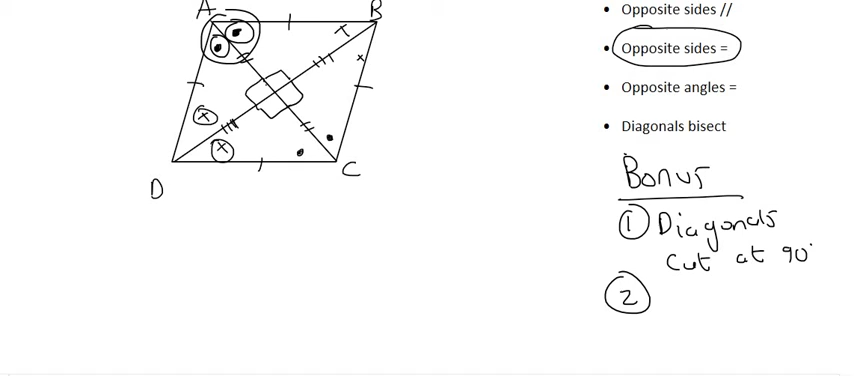 A
B
D
C
• Opposite sides //
• Opposite sides =
• Opposite angles =
• Diagonals bisect
Bonus
① Diagonals
cut at 90°
②